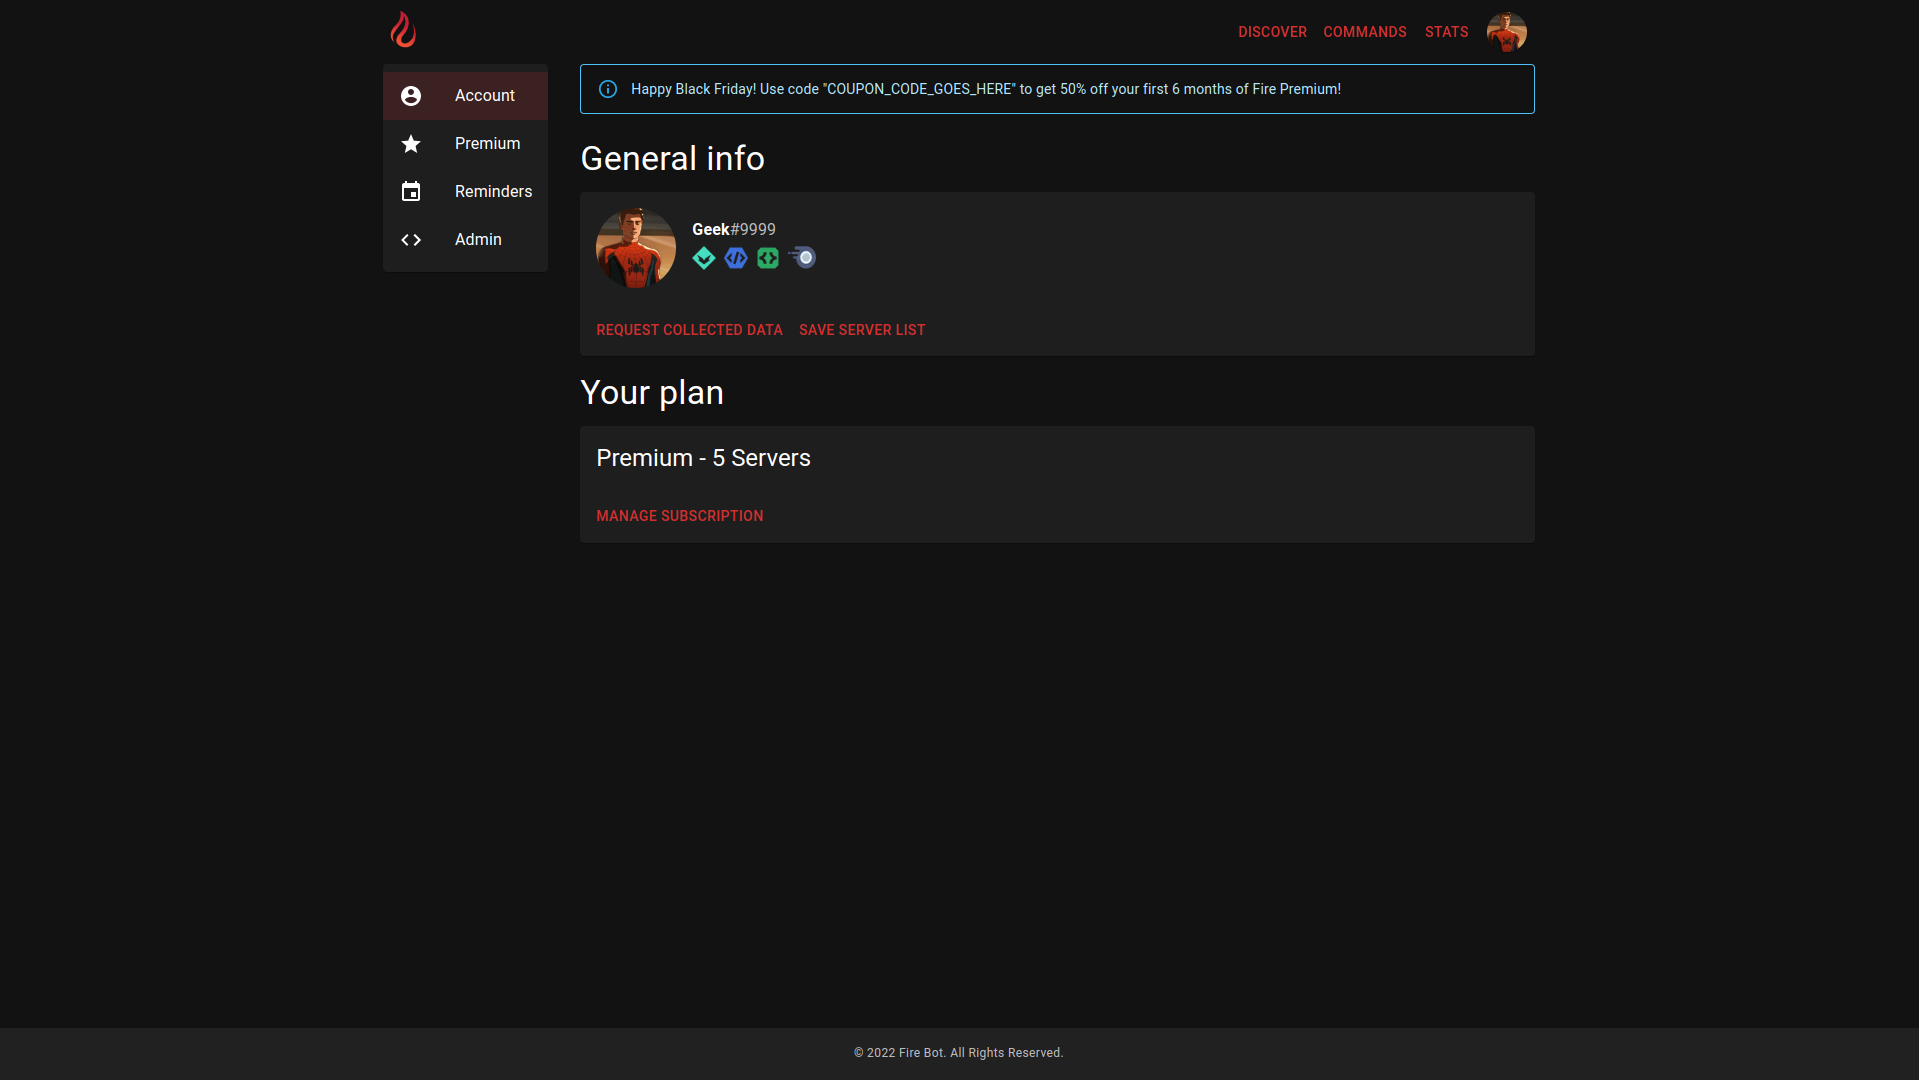 DISCOVER COMMANDS STATS
Account
Premium
Reminders
Admin
Happy Black Friday! Use code "COUPON_CODE_GOES_HERE" to get 50% off your first 6 months of Fire Premium!
General info
Geek#9999
REQUEST COLLECTED DATA SAVE SERVER LIST
Your plan
Premium - 5 Servers
MANAGE SUBSCRIPTION
© 2022 Fire Bot. All Rights Reserved.